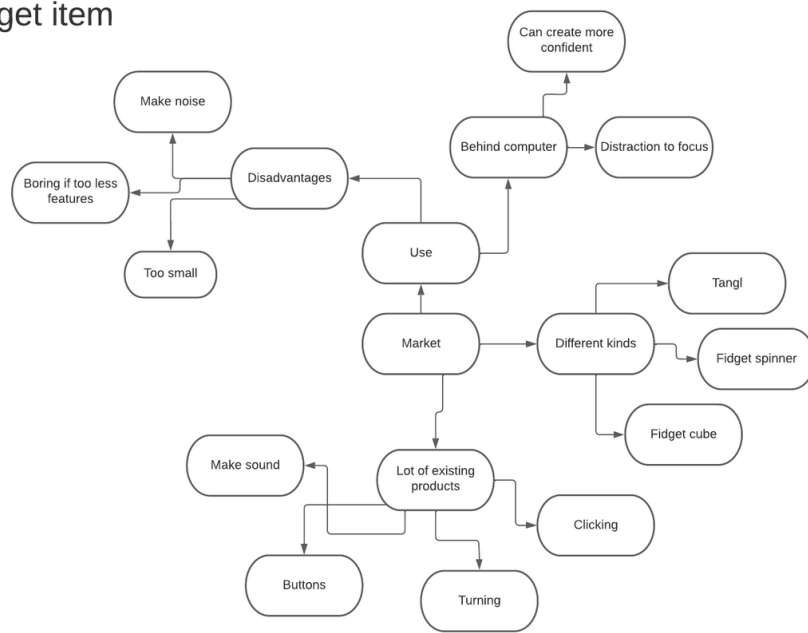 get item
Can create more
confident
Make noise
Behind computer
Distraction to focus
Disadvantages
Boring if too less
features
Use
Too small
Tangl
Market
Different kinds
Fidget spinner
Fidget cube
Make sound
Lot of existing
products
Clicking
Buttons
Turning